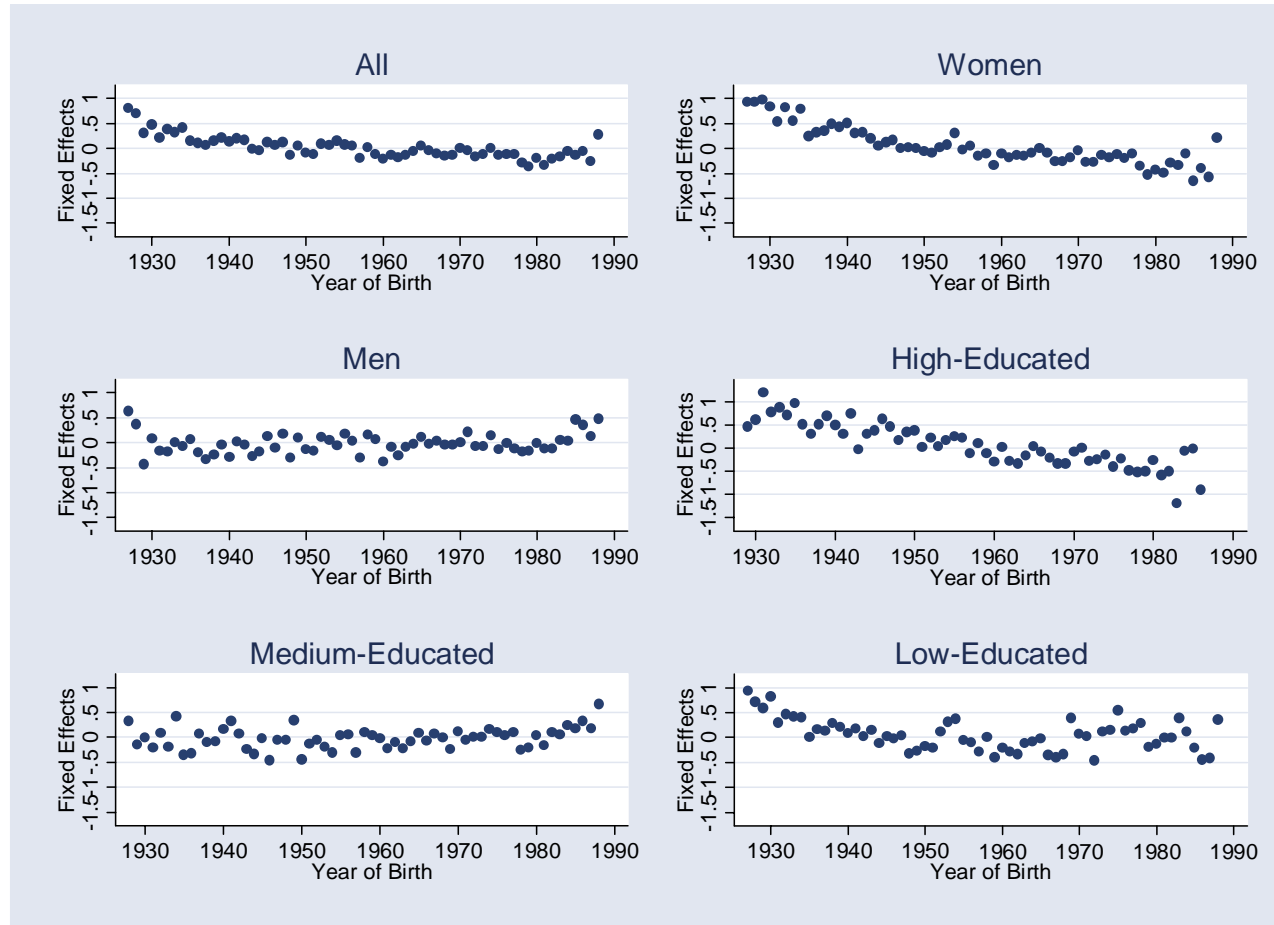 All
Fixed Effects
-1.5 -1 -.5 0 .5 1
1930 1940 1950 1960 1970 1980 1990
Year of Birth
Women
Fixed Effects
-1.5 -1 -.5 0 .5 1
1930 1940 1950 1960 1970 1980 1990
Year of Birth
Men
Fixed Effects
-1.5 -1 -.5 0 .5 1
1930 1940 1950 1960 1970 1980 1990
Year of Birth
High-Educated
Fixed Effects
-1.5 -1 -.5 0 .5 1
1930 1940 1950 1960 1970 1980 1990
Year of Birth
Medium-Educated
Fixed Effects
-1.5 -1 -.5 0 .5 1
1930 1940 1950 1960 1970 1980 1990
Year of Birth
Low-Educated
Fixed Effects
-1.5 -1 -.5 0 .5 1
1930 1940 1950 1960 1970 1980 1990
Year of Birth